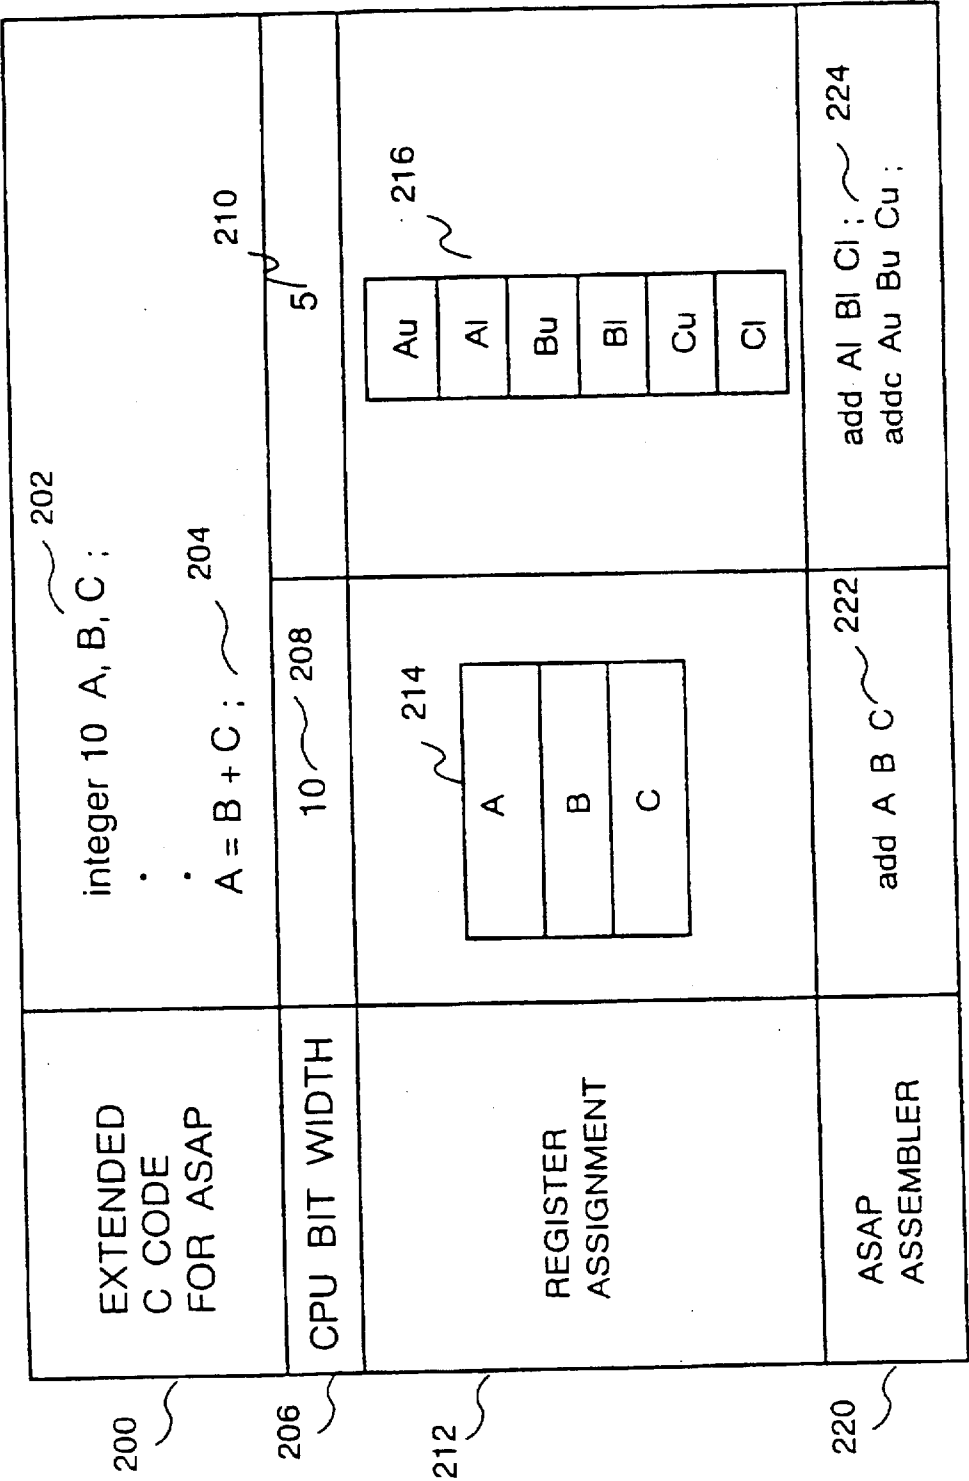 200
EXTENDED
C CODE
FOR ASAP
integer 10 A, B, C ;
202
.
.
A = B + C ;
204
206
CPU BIT WIDTH
10
208
5
210
212
REGISTER
ASSIGNMENT
214
A
B
C
216
Au
Al
Bu
Bl
Cu
Cl
220
ASAP
ASSEMBLER
add A B C
222
add Al Bl Cl ;
224
addc Au Bu Cu ;